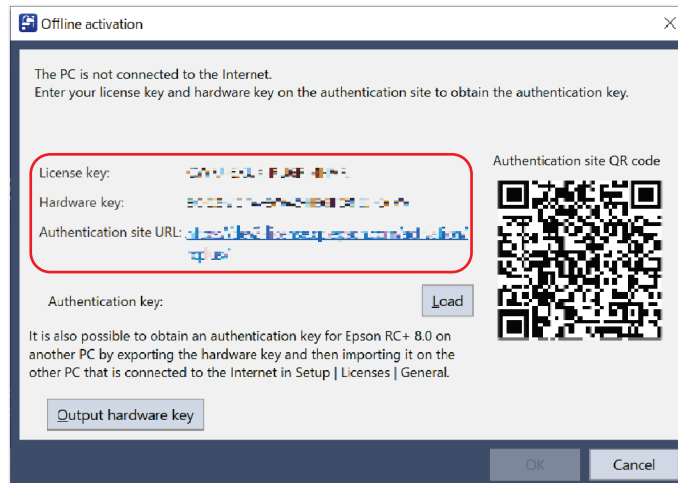 Offline activation
The PC is not connected to the Internet.
Enter your license key and hardware key on the authentication site to obtain the authentication key.
Authentication site QR code
License key:
Hardware key:
Authentication site URL:
Authentication key:
Load
It is also possible to obtain an authentication key for Epson RC+ 8.0 on
another PC by exporting the hardware key and then importing it on the
other PC that is connected to the Internet in Setup | Licenses | General.
Output hardware key
OK
Cancel